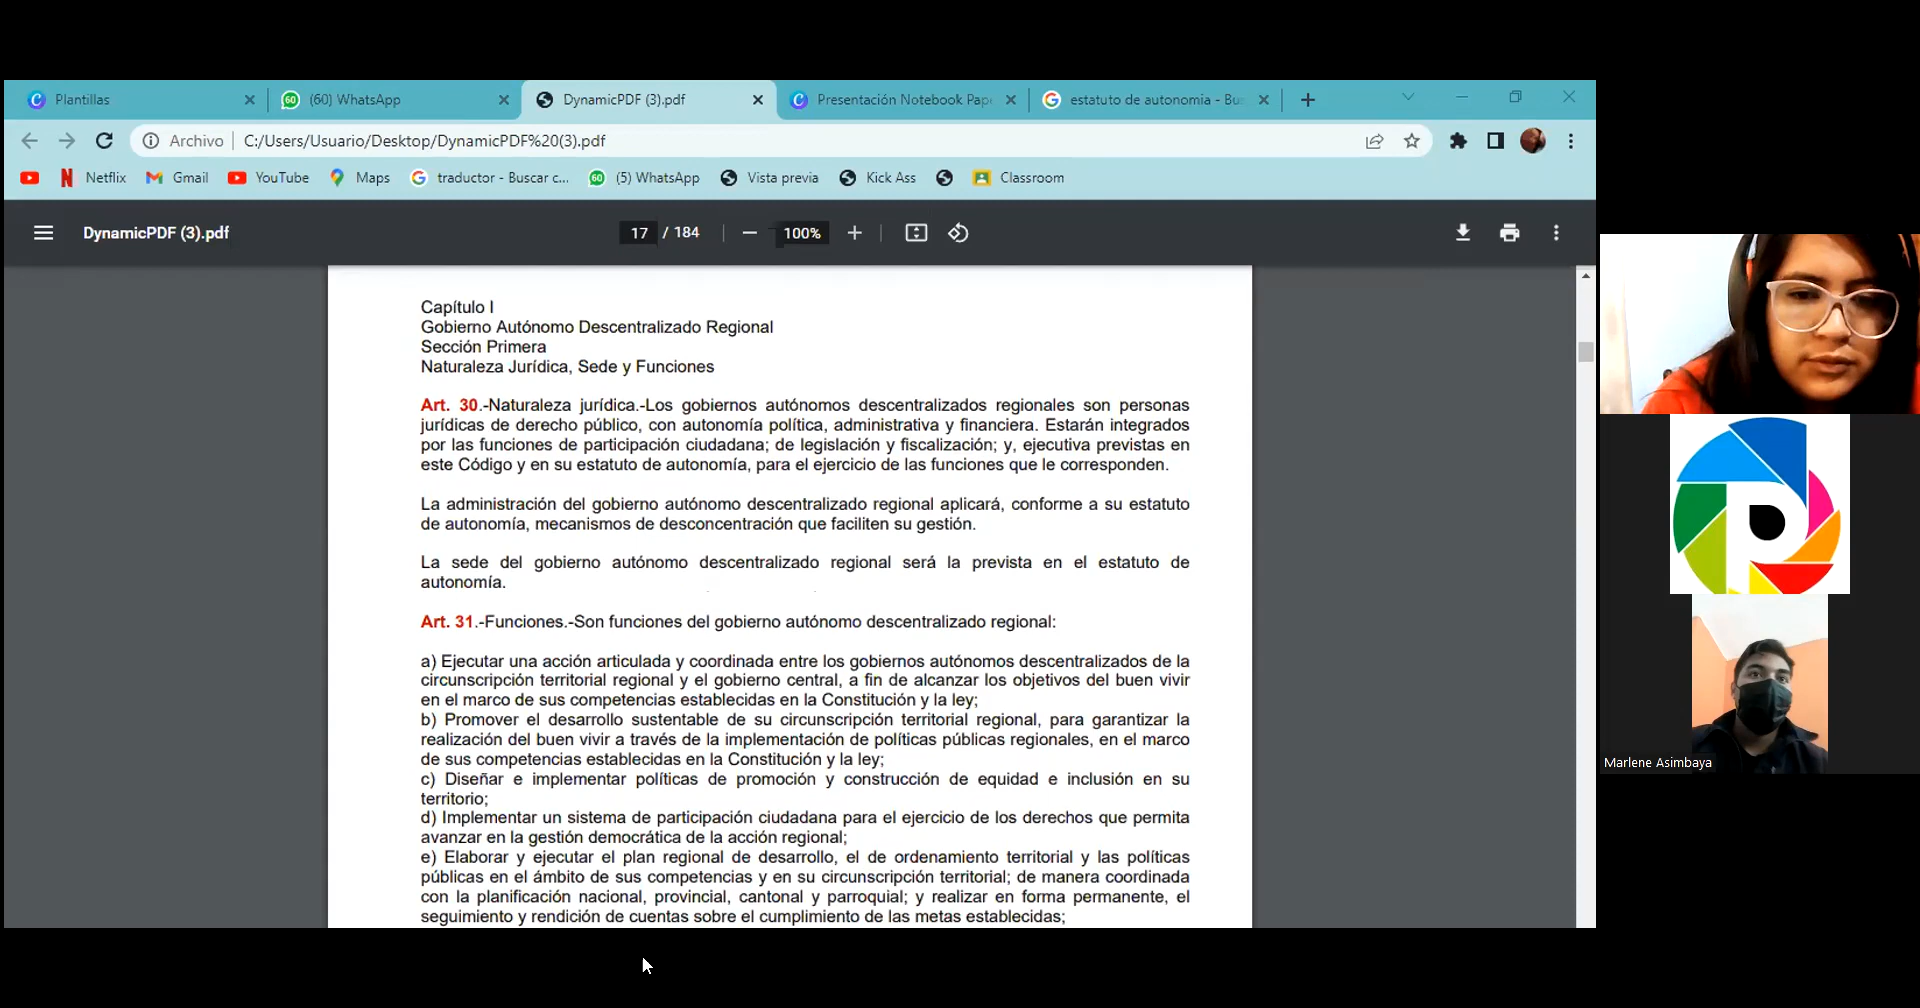 Plantillas
60
(60) WhatsApp
DynamicPDF (3).pdf
Presentación Notebook Pape
estatuto de autonomia - Bu
Archivo
C:/Users/Usuario/Desktop/DynamicPDF%20(3).pdf
Netflix
Gmail
YouTube
Maps
traductor - Buscar c...
60
(5) WhatsApp
Vista previa
Kick Ass
Classroom
DynamicPDF (3).pdf
17 / 184
100%
Capítulo I
Gobierno Autónomo Descentralizado Regional
Sección Primera
Naturaleza Jurídica, Sede y Funciones
Art. 30.-Naturaleza jurídica.-Los gobiernos autónomos descentralizados regionales son personas
jurídicas de derecho público, con autonomía política, administrativa y financiera. Estarán integrados
por las funciones de participación ciudadana; de legislación y fiscalización; y, ejecutiva previstas en
este Código y en su estatuto de autonomía, para el ejercicio de las funciones que le corresponden.
La administración del gobierno autónomo descentralizado regional aplicará, conforme a su estatuto
de autonomía, mecanismos de desconcentración que faciliten su gestión.
La sede del gobierno autónomo descentralizado regional será la prevista en el estatuto de
autonomía.
Art. 31.-Funciones.-Son funciones del gobierno autónomo descentralizado regional:
a) Ejecutar una acción articulada y coordinada entre los gobiernos autónomos descentralizados de la
circunscripción territorial regional y el gobierno central, a fin de alcanzar los objetivos del buen vivir
en el marco de sus competencias establecidas en la Constitución y la ley;
b) Promover el desarrollo sustentable de su circunscripción territorial regional, para garantizar la
realización del buen vivir a través de la implementación de políticas públicas regionales, en el marco
de sus competencias establecidas en la Constitución y la ley;
c) Diseñar e implementar políticas de promoción y construcción de equidad e inclusión en su
territorio;
d) Implementar un sistema de participación ciudadana para el ejercicio de los derechos que permita
avanzar en la gestión democrática de la acción regional;
e) Elaborar y ejecutar el plan regional de desarrollo, el de ordenamiento territorial y las políticas
públicas en el ámbito de sus competencias y en su circunscripción territorial; de manera coordinada
con la planificación nacional, provincial, cantonal y parroquial; y realizar en forma permanente, el
seguimiento y rendición de cuentas sobre el cumplimiento de las metas establecidas;
Marlene Asimbaya